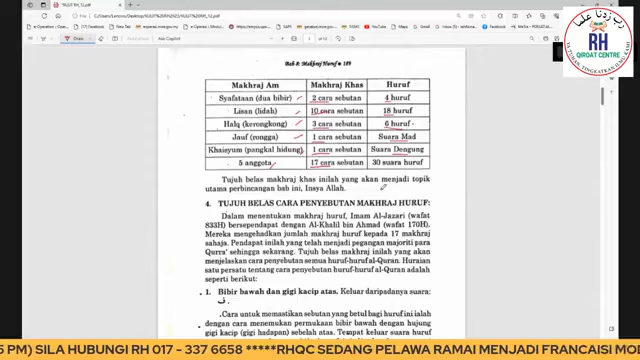 Bab 8: Makhraj Huruf • 189
Makhraj Am Makhraj Khas Huruf
Syafataan (dua bibir) 2 cara sebutan 4 huruf
Lisan (lidah) 10 cara sebutan 18 huruf
Halq (kerongkong) 3 cara sebutan 6 huruf
Jauf (rongga) 1 cara sebutan Suara Mad
Khaisyum (pangkal hidung) 1 cara sebutan Suara Dengung
5 anggota 17 cara sebutan 30 suara huruf
Tujuh belas makhraj khas inilah yang akan menjadi topik
utama perbincangan bab ini, Insya Allah.
4. TUJUH BELAS CARA PENYEBUTAN MAKHRAJ HURUF:
Dalam menentukan makhraj huruf, Imam Al-Jazari (wafat
833H) bersependapat dengan Al-Khalil bin Ahmad (wafat 170H).
Mereka mengehadkan jumlah makhraj huruf kepada 17 makhraj
sahaja. Pendapat inilah yang telah menjadi pegangan majoriti para
Qurra' sehingga sekarang. Tujuh belas makhraj inilah yang akan
menjelaskan cara penyebutan semua huruf-huruf al-Quran. Huraian
satu persatu tentang cara penyebutan huruf-huruf al-Quran adalah
seperti berikut:
1. Bibir bawah dan gigi kacip atas. Keluar daripadanya suara:
ف.
Cara untuk memastikan sebutan yang betul bagi huruf ini ialah
dengan cara menemukan permukaan bibir bawah dengan hujung
gigi kacip (gigi hadapan) sebelah atas. Tempat keluar suara huruf
RH
QIROAT CENTRE
5 PM) SILA HUBUNGI RH 017 - 337 6658 *****RHQC SEDANG PELAWA RAMAI MENJADI FRANCAISI MO